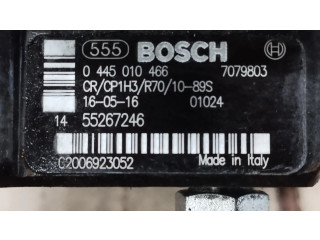 555 BOSCH
0 445 010 466 7079803
CR/CP1H3/R70/10-89S
16-05-16 01024
14 55267246
C2006923052 Made in Italy